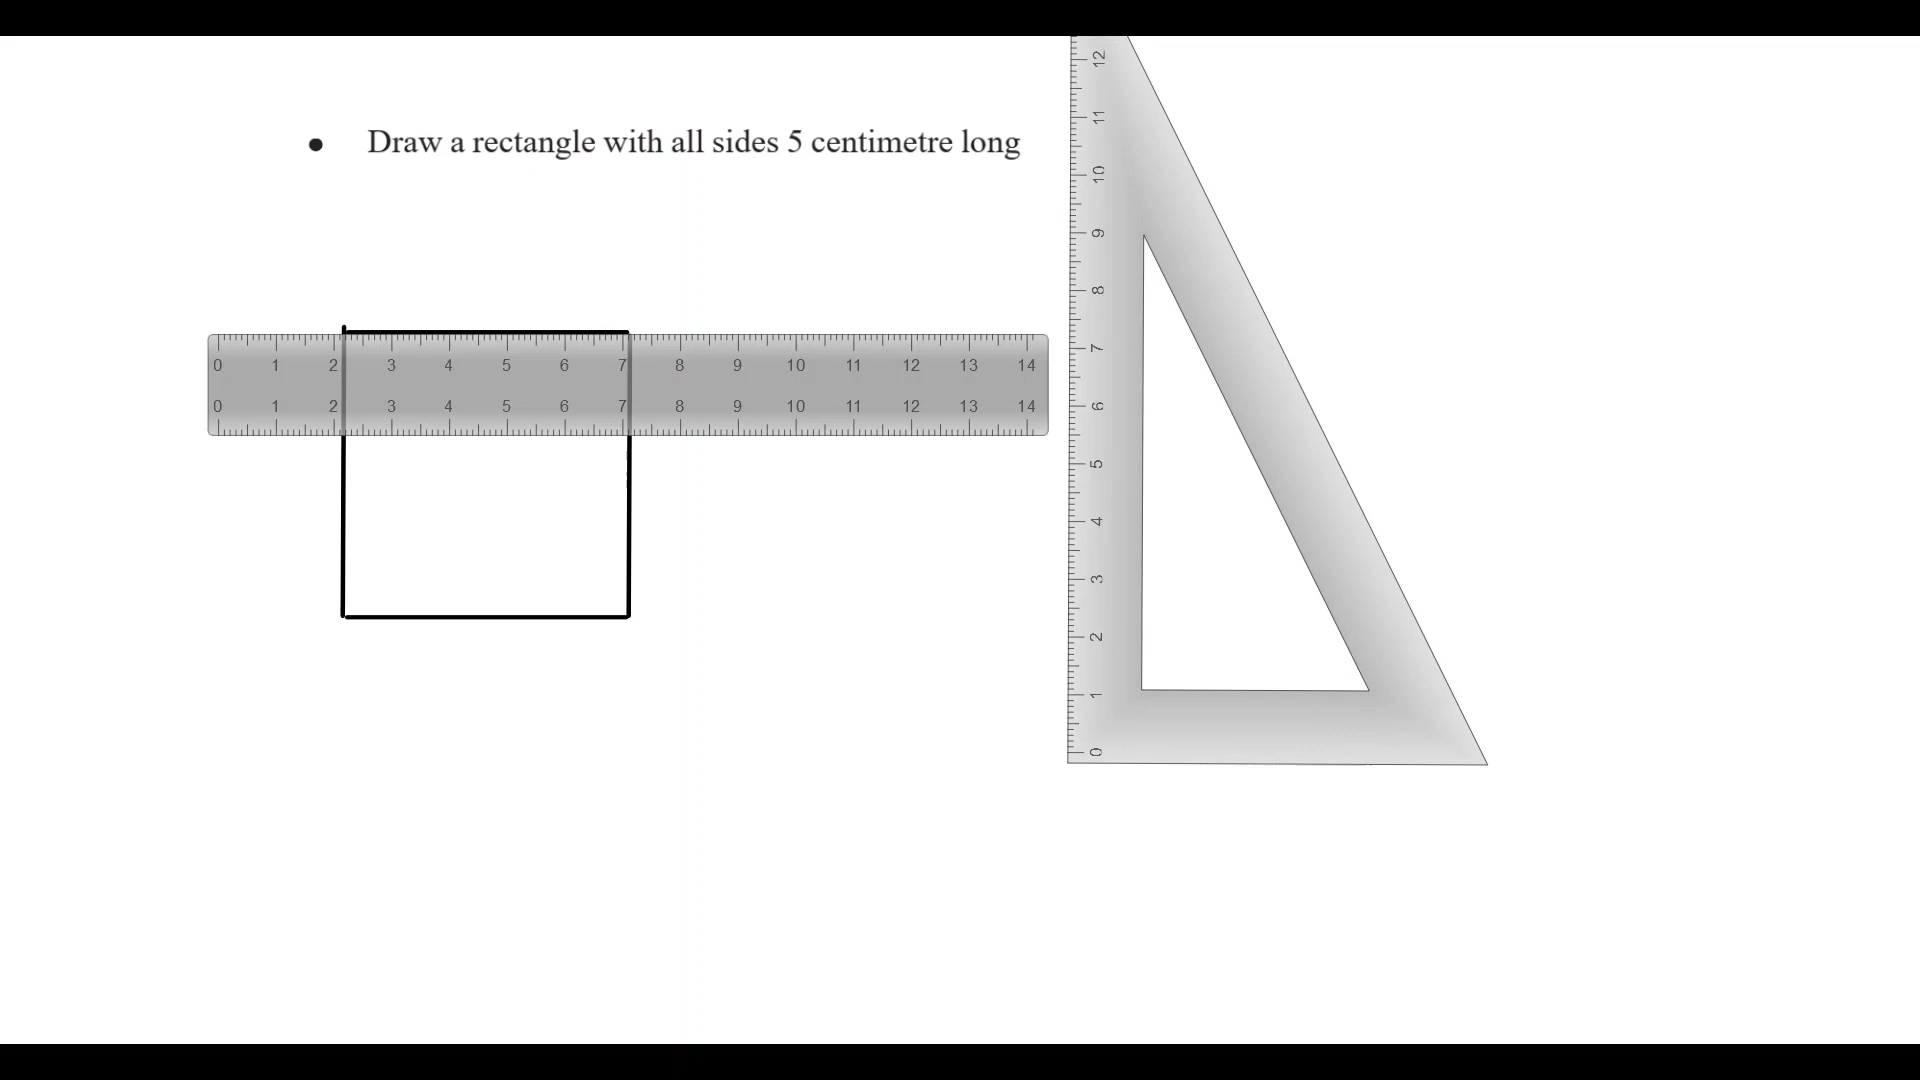 ● Draw a rectangle with all sides 5 centimetre long
0 1 2 3 4 5 6 7 8 9 10 11 12 13 14
0 1 2 3 4 5 6 7 8 9 10 11 12 13 14
0 1 2 3 4 5 6 7 8 9 10 11 12